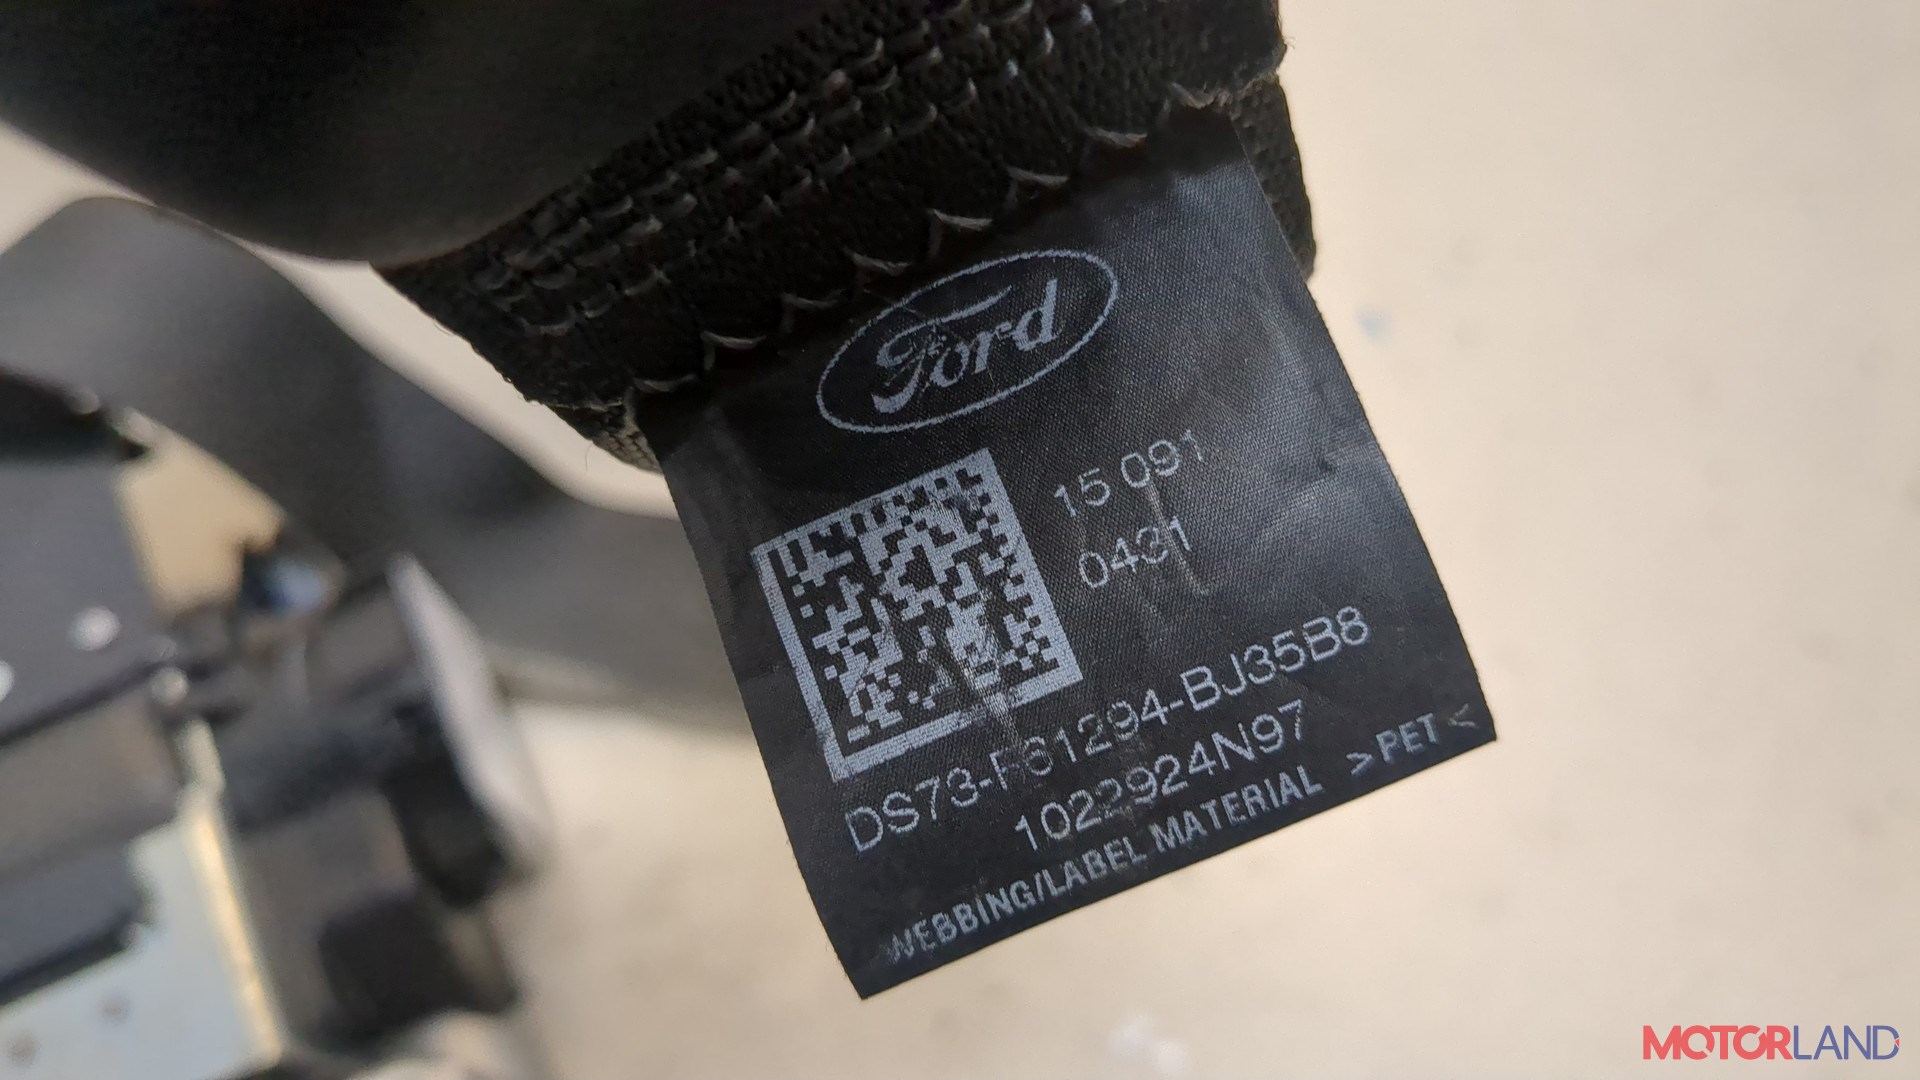 Ford
15 091
0431
DS73-F61294-BJ35B8
1022924N97
WEBBING/LABEL MATERIAL >PET<
MOTORLAND